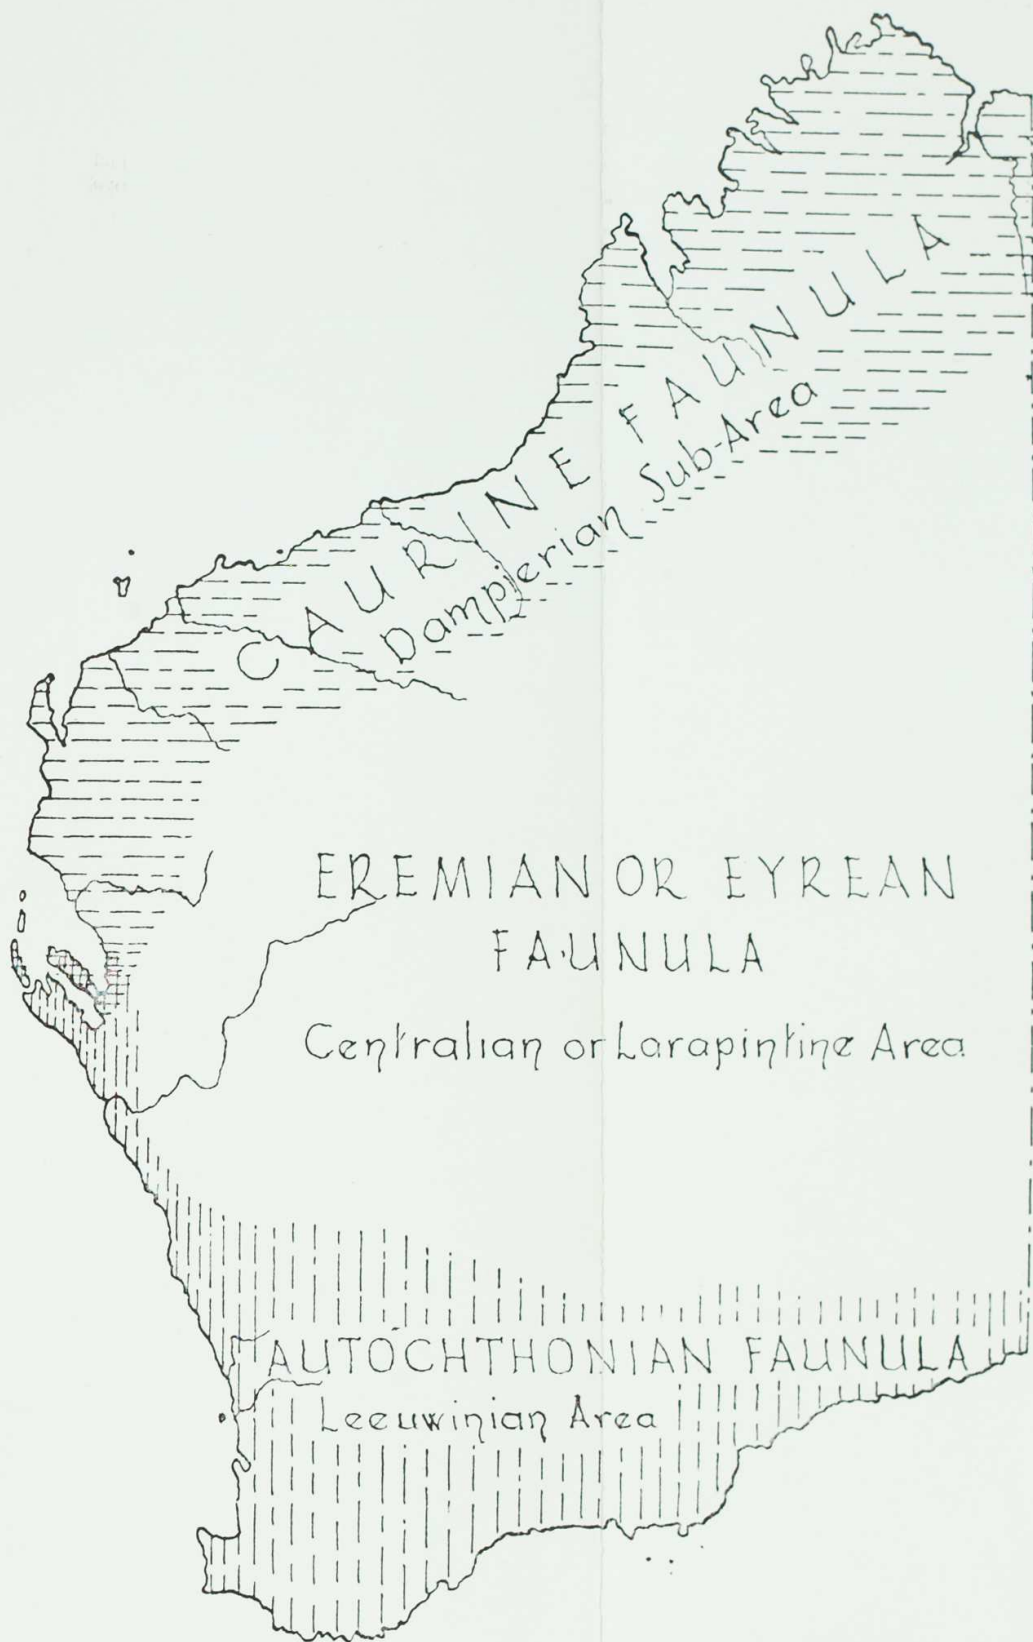 CAURINE FAUNULA
Dampierian Sub-Area
EREMIAN OR EYREAN
FAUNULA
Centralian or Larapintine Area
AUTOCHTHONIAN FAUNULA
Leeuwinian Area